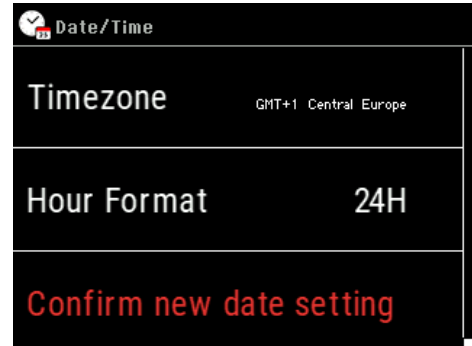 Date/Time
Timezone GMT+1 Central Europe
Hour Format 24H
Confirm new date setting